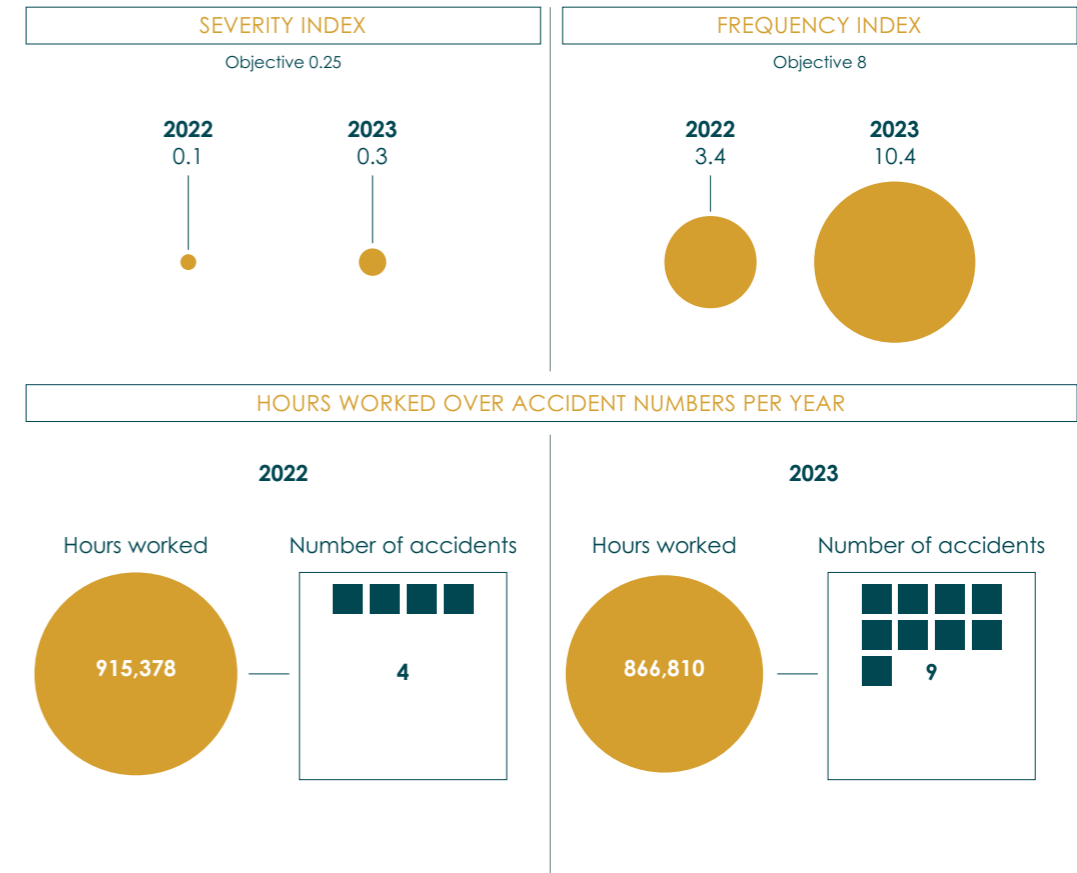 SEVERITY INDEX
Objective 0.25
2022
0.1
2023
0.3
FREQUENCY INDEX
Objective 8
2022
3.4
2023
10.4
HOURS WORKED OVER ACCIDENT NUMBERS PER YEAR
2022
Hours worked
915,378
Number of accidents
4
2023
Hours worked
866,810
Number of accidents
9